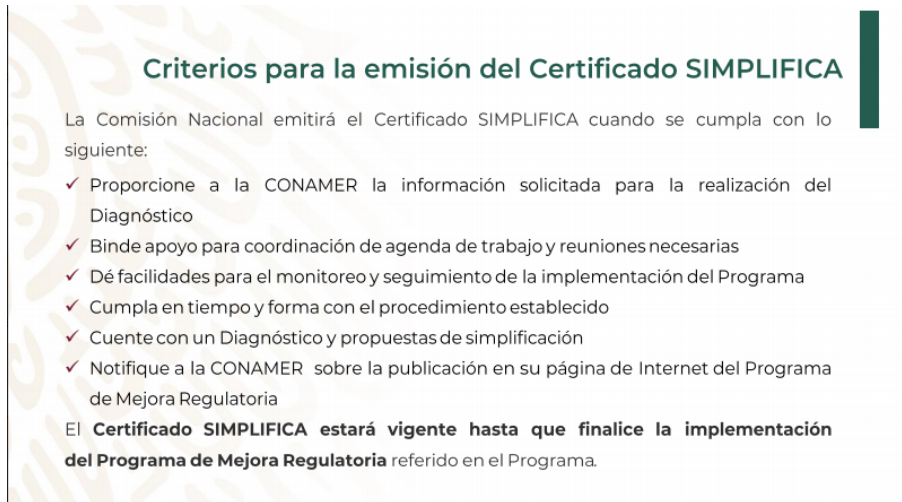 Criterios para la emisión del Certificado SIMPLIFICA
La Comisión Nacional emitirá el Certificado SIMPLIFICA cuando se cumpla con lo
siguiente:
✓ Proporcione a la CONAMER la información solicitada para la realización del
Diagnóstico
✓ Binde apoyo para coordinación de agenda de trabajo y reuniones necesarias
✓ Dé facilidades para el monitoreo y seguimiento de la implementación del Programa
✓ Cumpla en tiempo y forma con el procedimiento establecido
✓ Cuente con un Diagnóstico y propuestas de simplificación
✓ Notifique a la CONAMER sobre la publicación en su página de Internet del Programa
de Mejora Regulatoria
El Certificado SIMPLIFICA estará vigente hasta que finalice la implementación
del Programa de Mejora Regulatoria referido en el Programa.